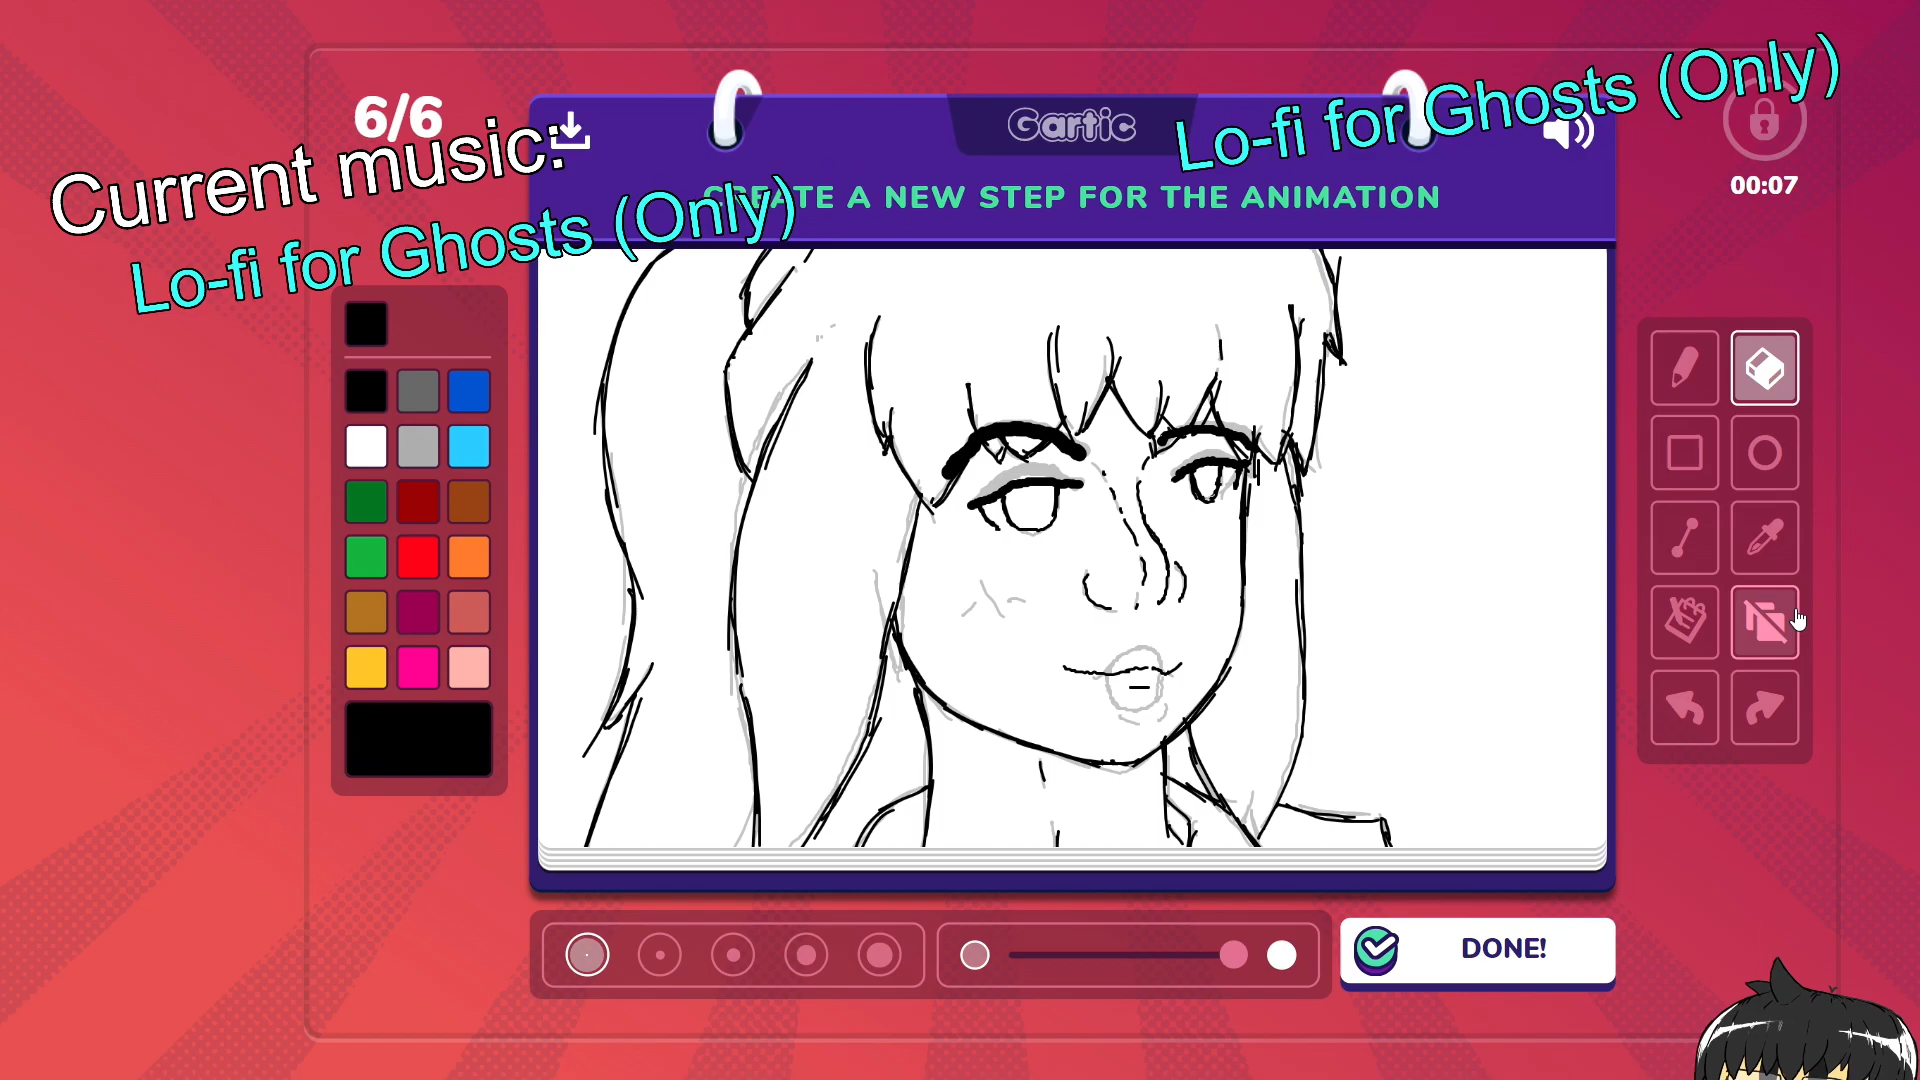 6/6
Current music:
Lo-fi for Ghosts (Only)
Gartic
Lo-fi for Ghosts (Only)
00:07
CREATE A NEW STEP FOR THE ANIMATION
DONE!